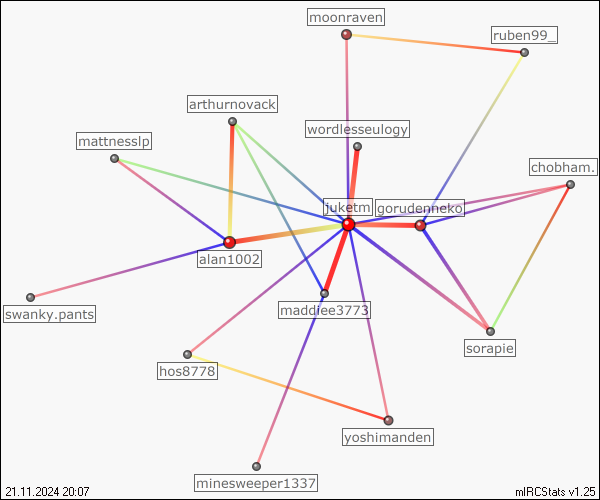 moonraven
ruben99_
arthurnovack
wordlesseulogy
mattnesslp
chobham.
juketm
gorudenneko
alan1002
swanky.pants
maddiee3773
sorapie
hos8778
yoshimanden
minesweeper1337
21.11.2024 20:07
mIRCStats v1.25